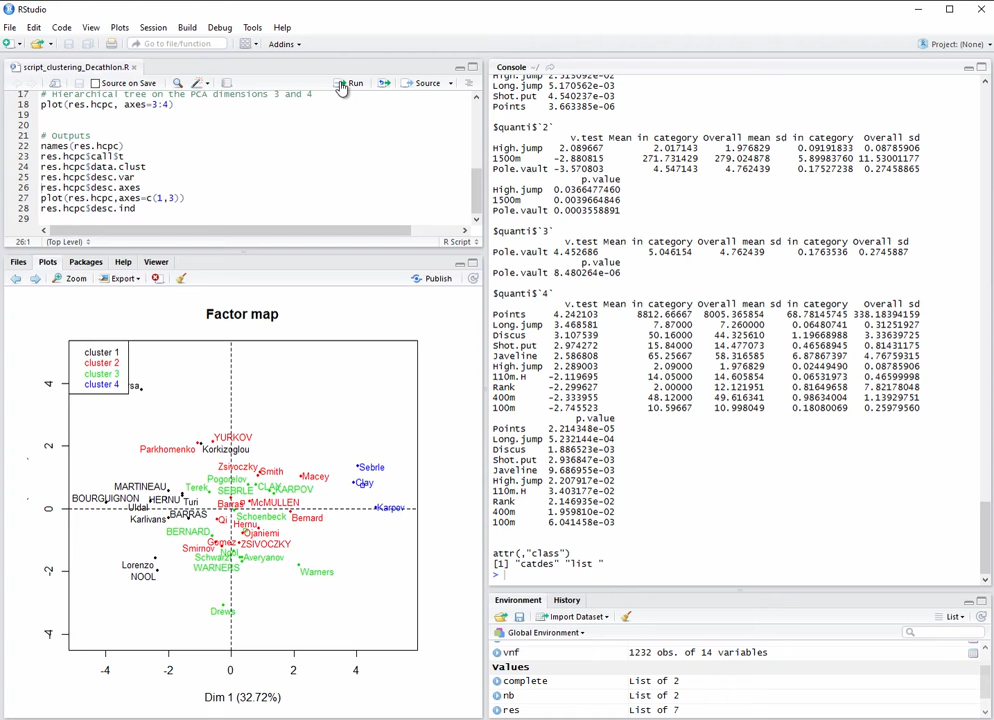 RStudio
File Edit Code View Plots Session Build Debug Tools Help
Go to file/function Addins Project: (None)
script_clustering_Decathlon.R
Source on Save Run Source
17 # Hierarchical tree on the PCA dimensions 3 and 4
18 plot(res.hcpc, axes=3:4)
19
20
21 # Outputs
22 names(res.hcpc)
23 res.hcpc$call$t
24 res.hcpc$data.clust
25 res.hcpc$desc.var
26 res.hcpc$desc.axes
27 plot(res.hcpc,axes=c(1,3))
28 res.hcpc$desc.ind
29
26:1 (Top Level) R Script
Files Plots Packages Help Viewer
Zoom Export Publish
Factor map
cluster 1
cluster 2
cluster 3
cluster 4
4
2
0
-2
-4
YURKOV
Parkhomenko
Korkizoglou
Zsivoczky
Smith
Macey
Sebrle
Clay
Karpov
MARTINEAU
Terek
Pogorelov
SEBRLE
CLAY
KARPOV
BOURGUIGNON
HERNU
Turi
Uldal
Barras
McMULLEN
Karlivans
BARRAS
Qi
Schoenbeck
Bernard
Hernu
BERNARD
Ojaniemi
Gomez
ZSIVOCZKY
Smirnov
Nool
Schwarzl
Averyanov
WARNERS
Warners
Lorenzo
NOOL
Drews
-4 -2 0 2 4
Dim 1 (32.72%)
Console ~/
High.jump 2.313092e-02
Long.jump 5.170562e-03
Shot.put 4.540237e-03
Points 3.663385e-06
$quanti$`2`
v.test Mean in category Overall mean sd in category Overall sd
High.jump 2.089667 2.017143 1.976829 0.09191833 0.08785906
1500m -2.880815 271.731429 279.024878 5.89983760 11.53001177
Pole.vault -3.570803 4.547143 4.762439 0.17527238 0.27458865
p.value
High.jump 0.0366477460
1500m 0.0039664846
Pole.vault 0.0003558891
$quanti$`3`
v.test Mean in category Overall mean sd in category Overall sd
Pole.vault 4.452686 5.046154 4.762439 0.1763536 0.2745887
p.value
Pole.vault 8.480264e-06
$quanti$`4`
v.test Mean in category Overall mean sd in category Overall sd
Points 4.242103 8812.66667 8005.365854 68.78145745 338.18394159
Long.jump 3.468581 7.87000 7.260000 0.06480741 0.31251927
Discus 3.107539 50.16000 44.325610 1.19668988 3.33639725
Shot.put 2.974272 15.84000 14.477073 0.46568945 0.81431175
Javeline 2.586808 65.25667 58.316585 6.87867397 4.76759315
High.jump 2.289003 2.09000 1.976829 0.02449490 0.08785906
110m.H -2.119695 14.05000 14.605854 0.06531973 0.46599998
Rank -2.299627 2.00000 12.121951 0.81649658 7.82178048
400m -2.333955 48.12000 49.616341 0.98634004 1.13929751
100m -2.745523 10.59667 10.998049 0.18080069 0.25979560
p.value
Points 2.214348e-05
Long.jump 5.232144e-04
Discus 1.886523e-03
Shot.put 2.936847e-03
Javeline 9.686955e-03
High.jump 2.207917e-02
110m.H 3.403177e-02
Rank 2.146935e-02
400m 1.959810e-02
100m 6.041458e-03
attr(,"class")
[1] "catdes" "list "
>
Environment History
Import Dataset List
Global Environment
vnf 1232 obs. of 14 variables
Values
complete List of 2
nb List of 2
res List of 7